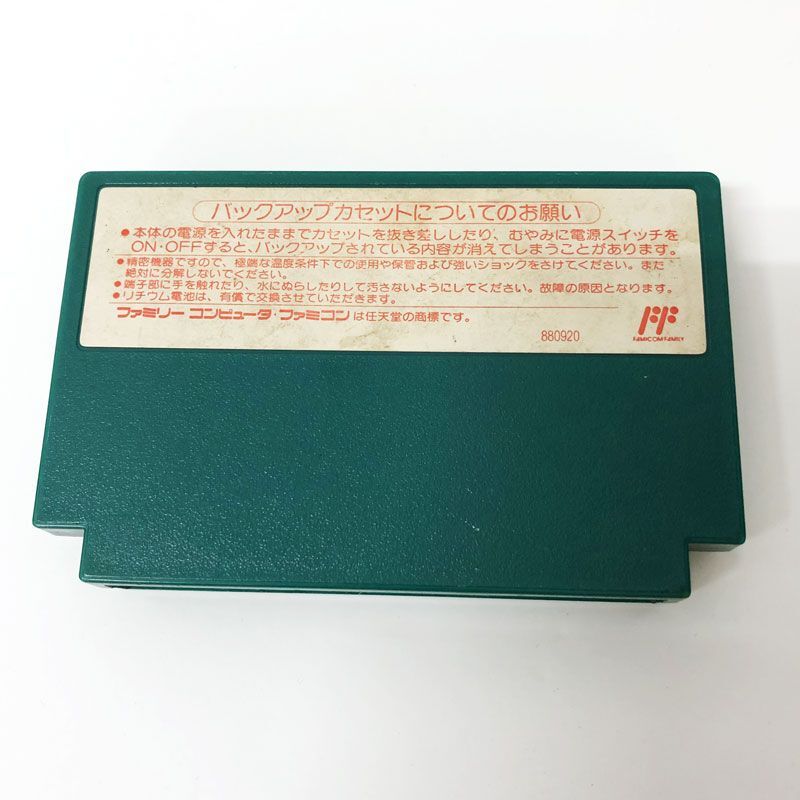 バックアップカセットについてのお願い
●本体の電源を入れたままでカセットを抜き差ししたり、むやみに電源スイッチを
ON・OFFすると、バックアップされている内容が消えてしまうことがあります。
●精密機器ですので、極端な温度条件下での使用や保管および強いショックをさけてください。また
絶対に分解しないでください。
●端子部に手を触れたり、水にぬらしたりして汚さないようにしてください。故障の原因となります。
●リチウム電池は、有償で交換させていただきます。
ファミリー コンピュータ・ファミコンは任天堂の商標です。
880920
FAMICOM FAMILY